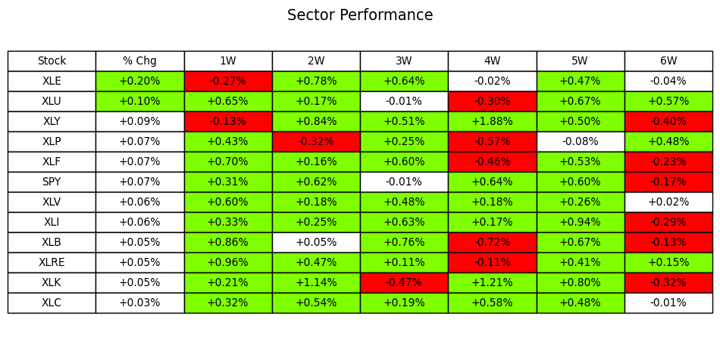 Sector Performance
Stock % Chg 1W 2W 3W 4W 5W 6W
XLE +0.20% -0.27% +0.78% +0.64% -0.02% +0.47% -0.04%
XLU +0.10% +0.65% +0.17% -0.01% -0.30% +0.67% +0.57%
XLY +0.09% -0.13% +0.84% +0.51% +1.88% +0.50% -0.40%
XLP +0.07% +0.43% -0.32% +0.25% -0.57% -0.08% +0.48%
XLF +0.07% +0.70% +0.16% +0.60% -0.46% +0.53% -0.23%
SPY +0.07% +0.31% +0.62% -0.01% +0.64% +0.60% -0.17%
XLV +0.06% +0.60% +0.18% +0.48% +0.18% +0.26% +0.02%
XLI +0.06% +0.33% +0.25% +0.63% +0.17% +0.94% -0.29%
XLB +0.05% +0.86% +0.05% +0.76% -0.72% +0.67% -0.13%
XLRE +0.05% +0.96% +0.47% +0.11% -0.11% +0.41% +0.15%
XLK +0.05% +0.21% +1.14% -0.47% +1.21% +0.80% -0.32%
XLC +0.03% +0.32% +0.54% +0.19% +0.58% +0.48% -0.01%